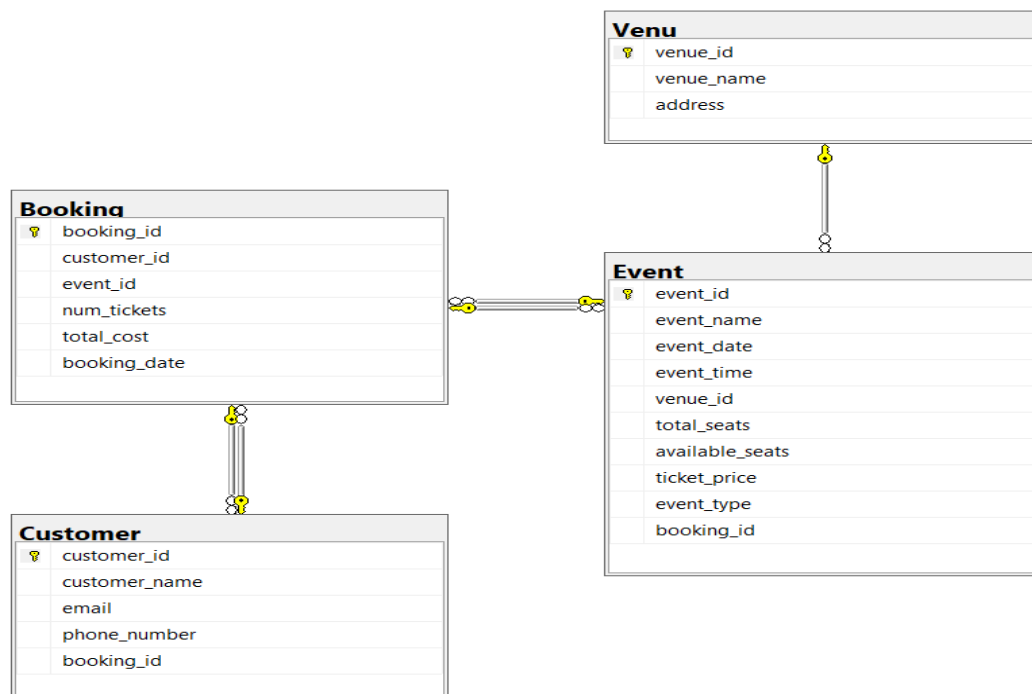 Venu
venue_id
venue_name
address
Booking
booking_id
customer_id
event_id
num_tickets
total_cost
booking_date
Event
event_id
event_name
event_date
event_time
venue_id
total_seats
available_seats
ticket_price
event_type
booking_id
Customer
customer_id
customer_name
email
phone_number
booking_id